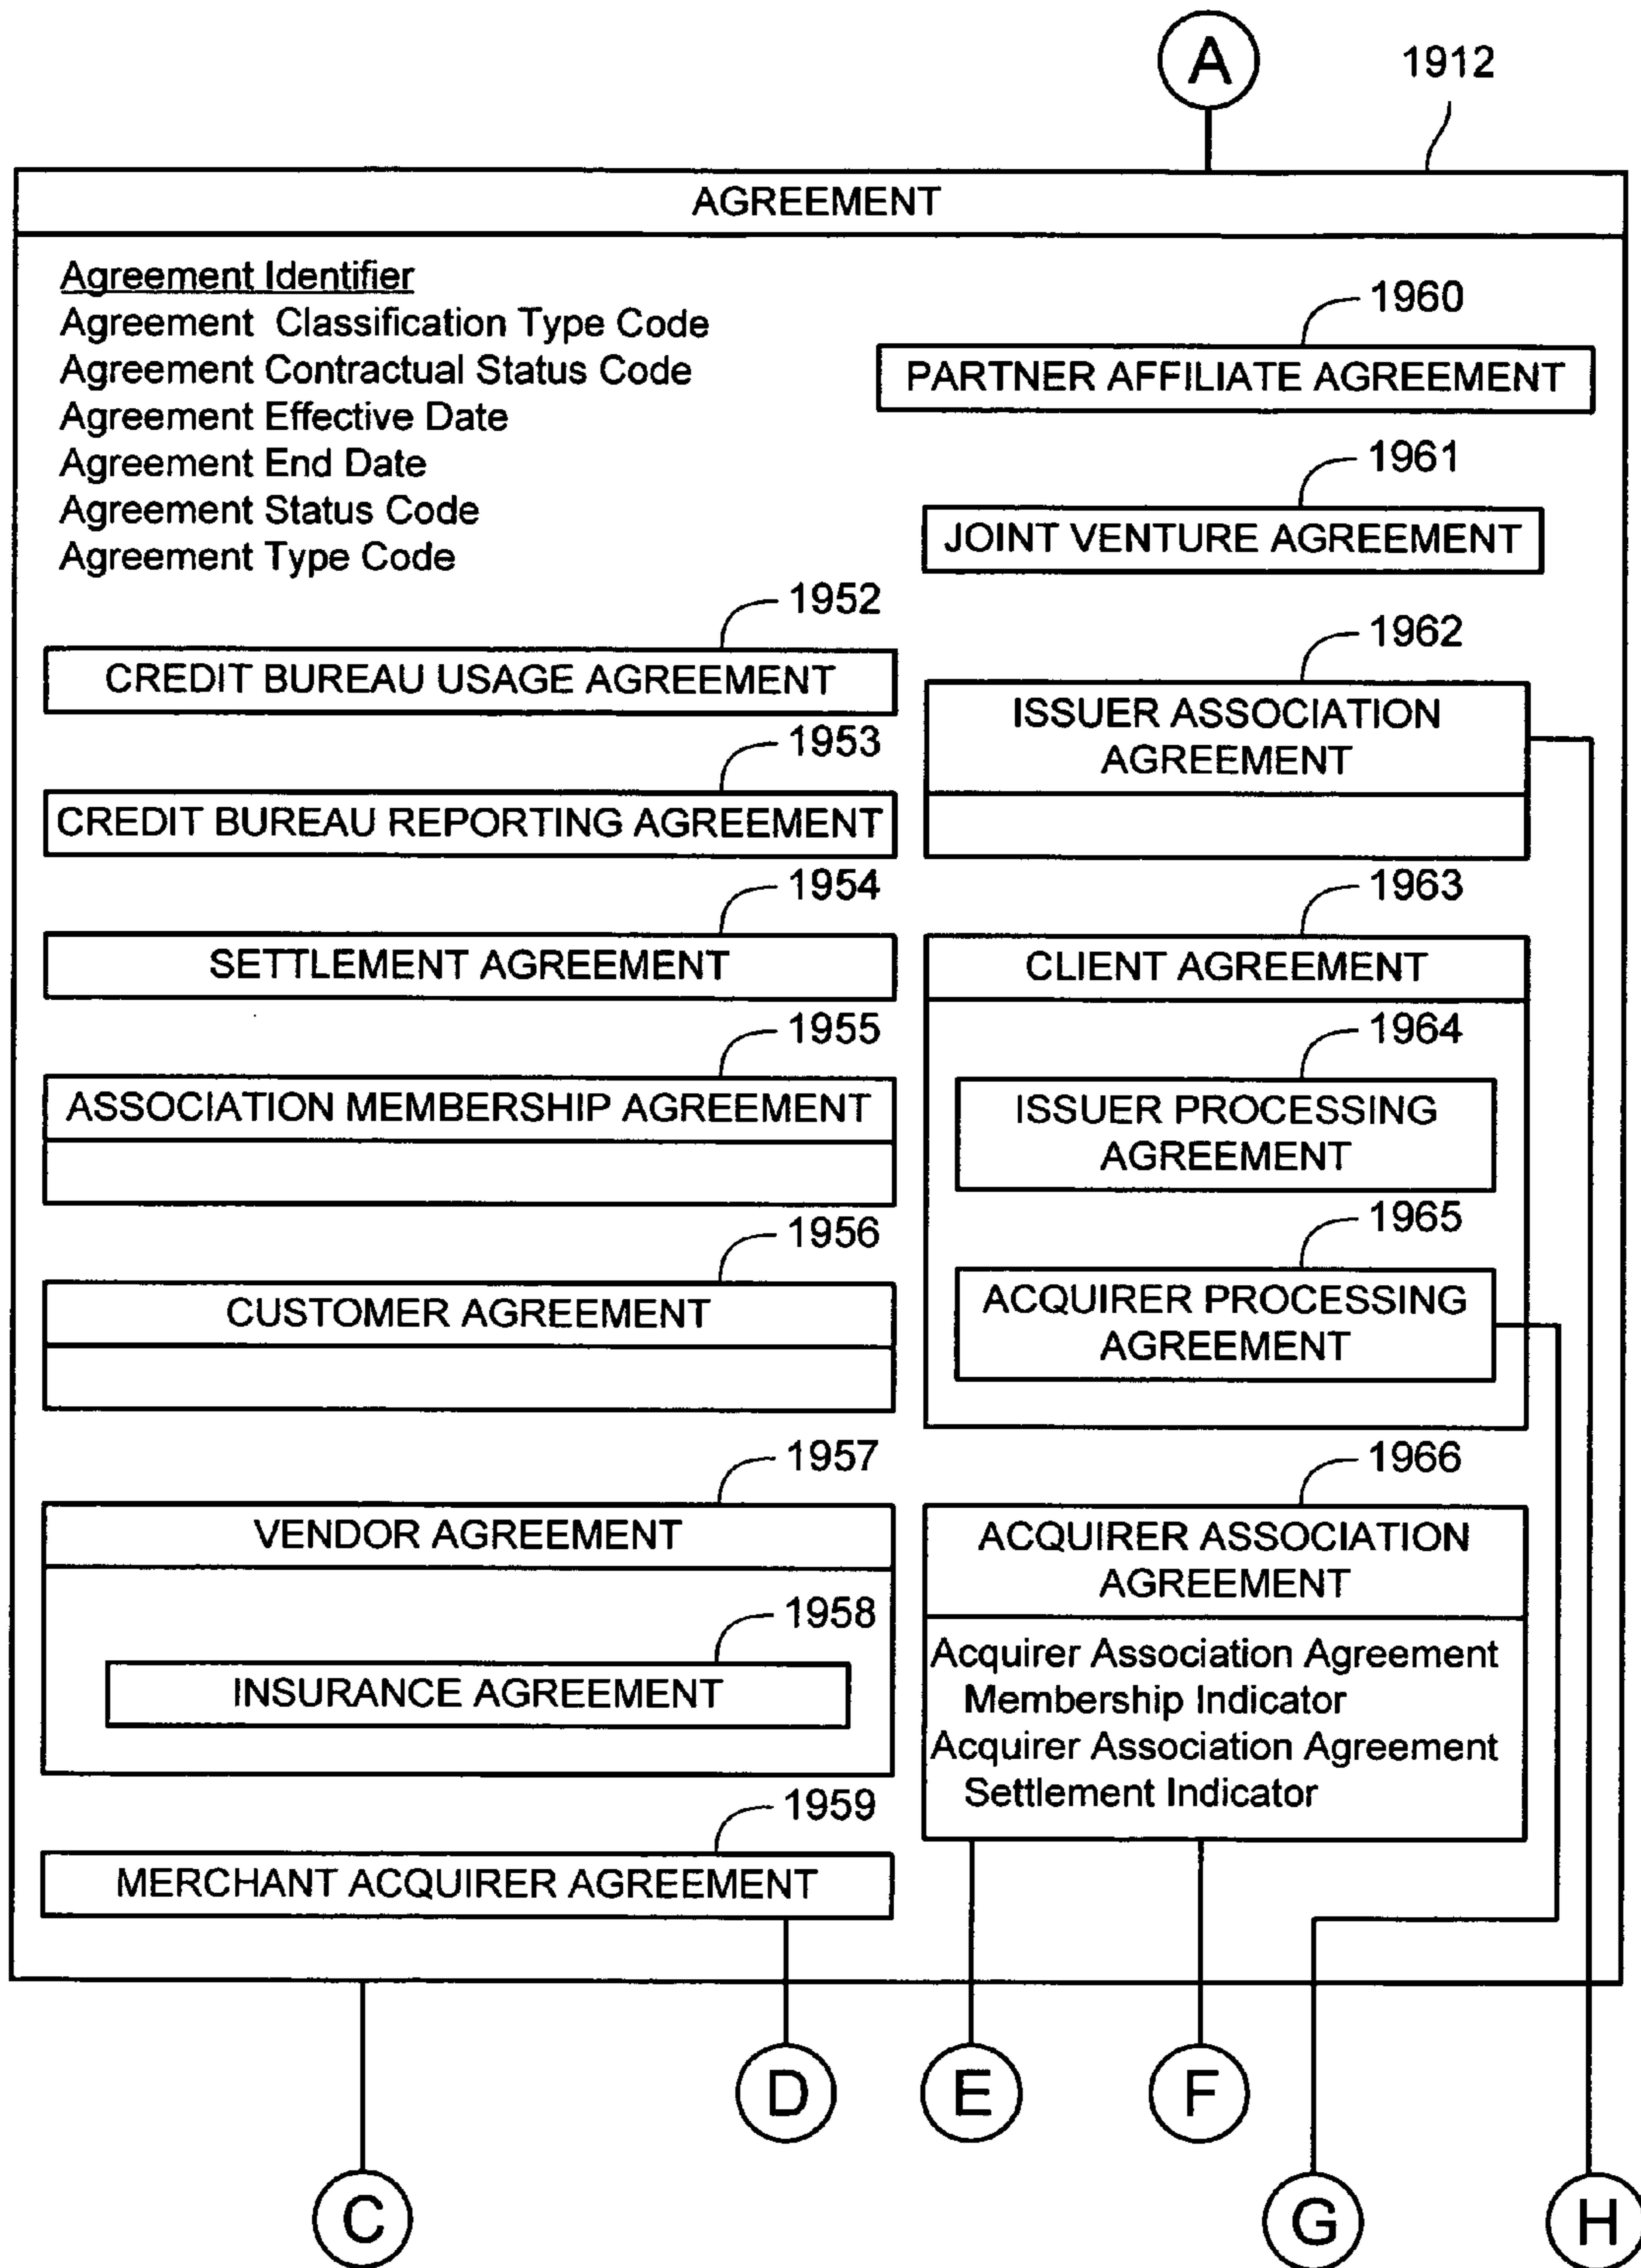 A
1912
AGREEMENT
Agreement Identifier
Agreement Classification Type Code
Agreement Contractual Status Code
Agreement Effective Date
Agreement End Date
Agreement Status Code
Agreement Type Code
1952
CREDIT BUREAU USAGE AGREEMENT
1953
CREDIT BUREAU REPORTING AGREEMENT
1954
SETTLEMENT AGREEMENT
1955
ASSOCIATION MEMBERSHIP AGREEMENT
1956
CUSTOMER AGREEMENT
1957
VENDOR AGREEMENT
1958
INSURANCE AGREEMENT
1959
MERCHANT ACQUIRER AGREEMENT
1960
PARTNER AFFILIATE AGREEMENT
1961
JOINT VENTURE AGREEMENT
1962
ISSUER ASSOCIATION
AGREEMENT
1963
CLIENT AGREEMENT
1964
ISSUER PROCESSING
AGREEMENT
1965
ACQUIRER PROCESSING
AGREEMENT
1966
ACQUIRER ASSOCIATION
AGREEMENT
Acquirer Association Agreement
Membership Indicator
Acquirer Association Agreement
Settlement Indicator
D
E
F
C
G
H